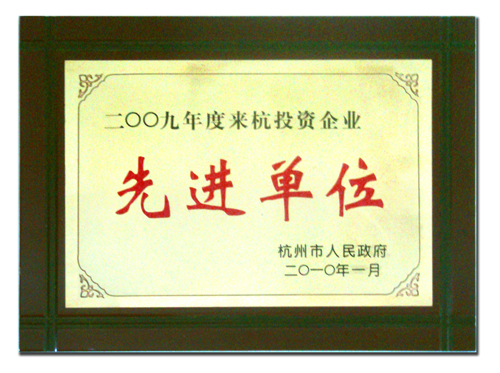 二〇〇九年度来杭投资企业
先进单位
杭州市人民政府
二〇一〇年一月